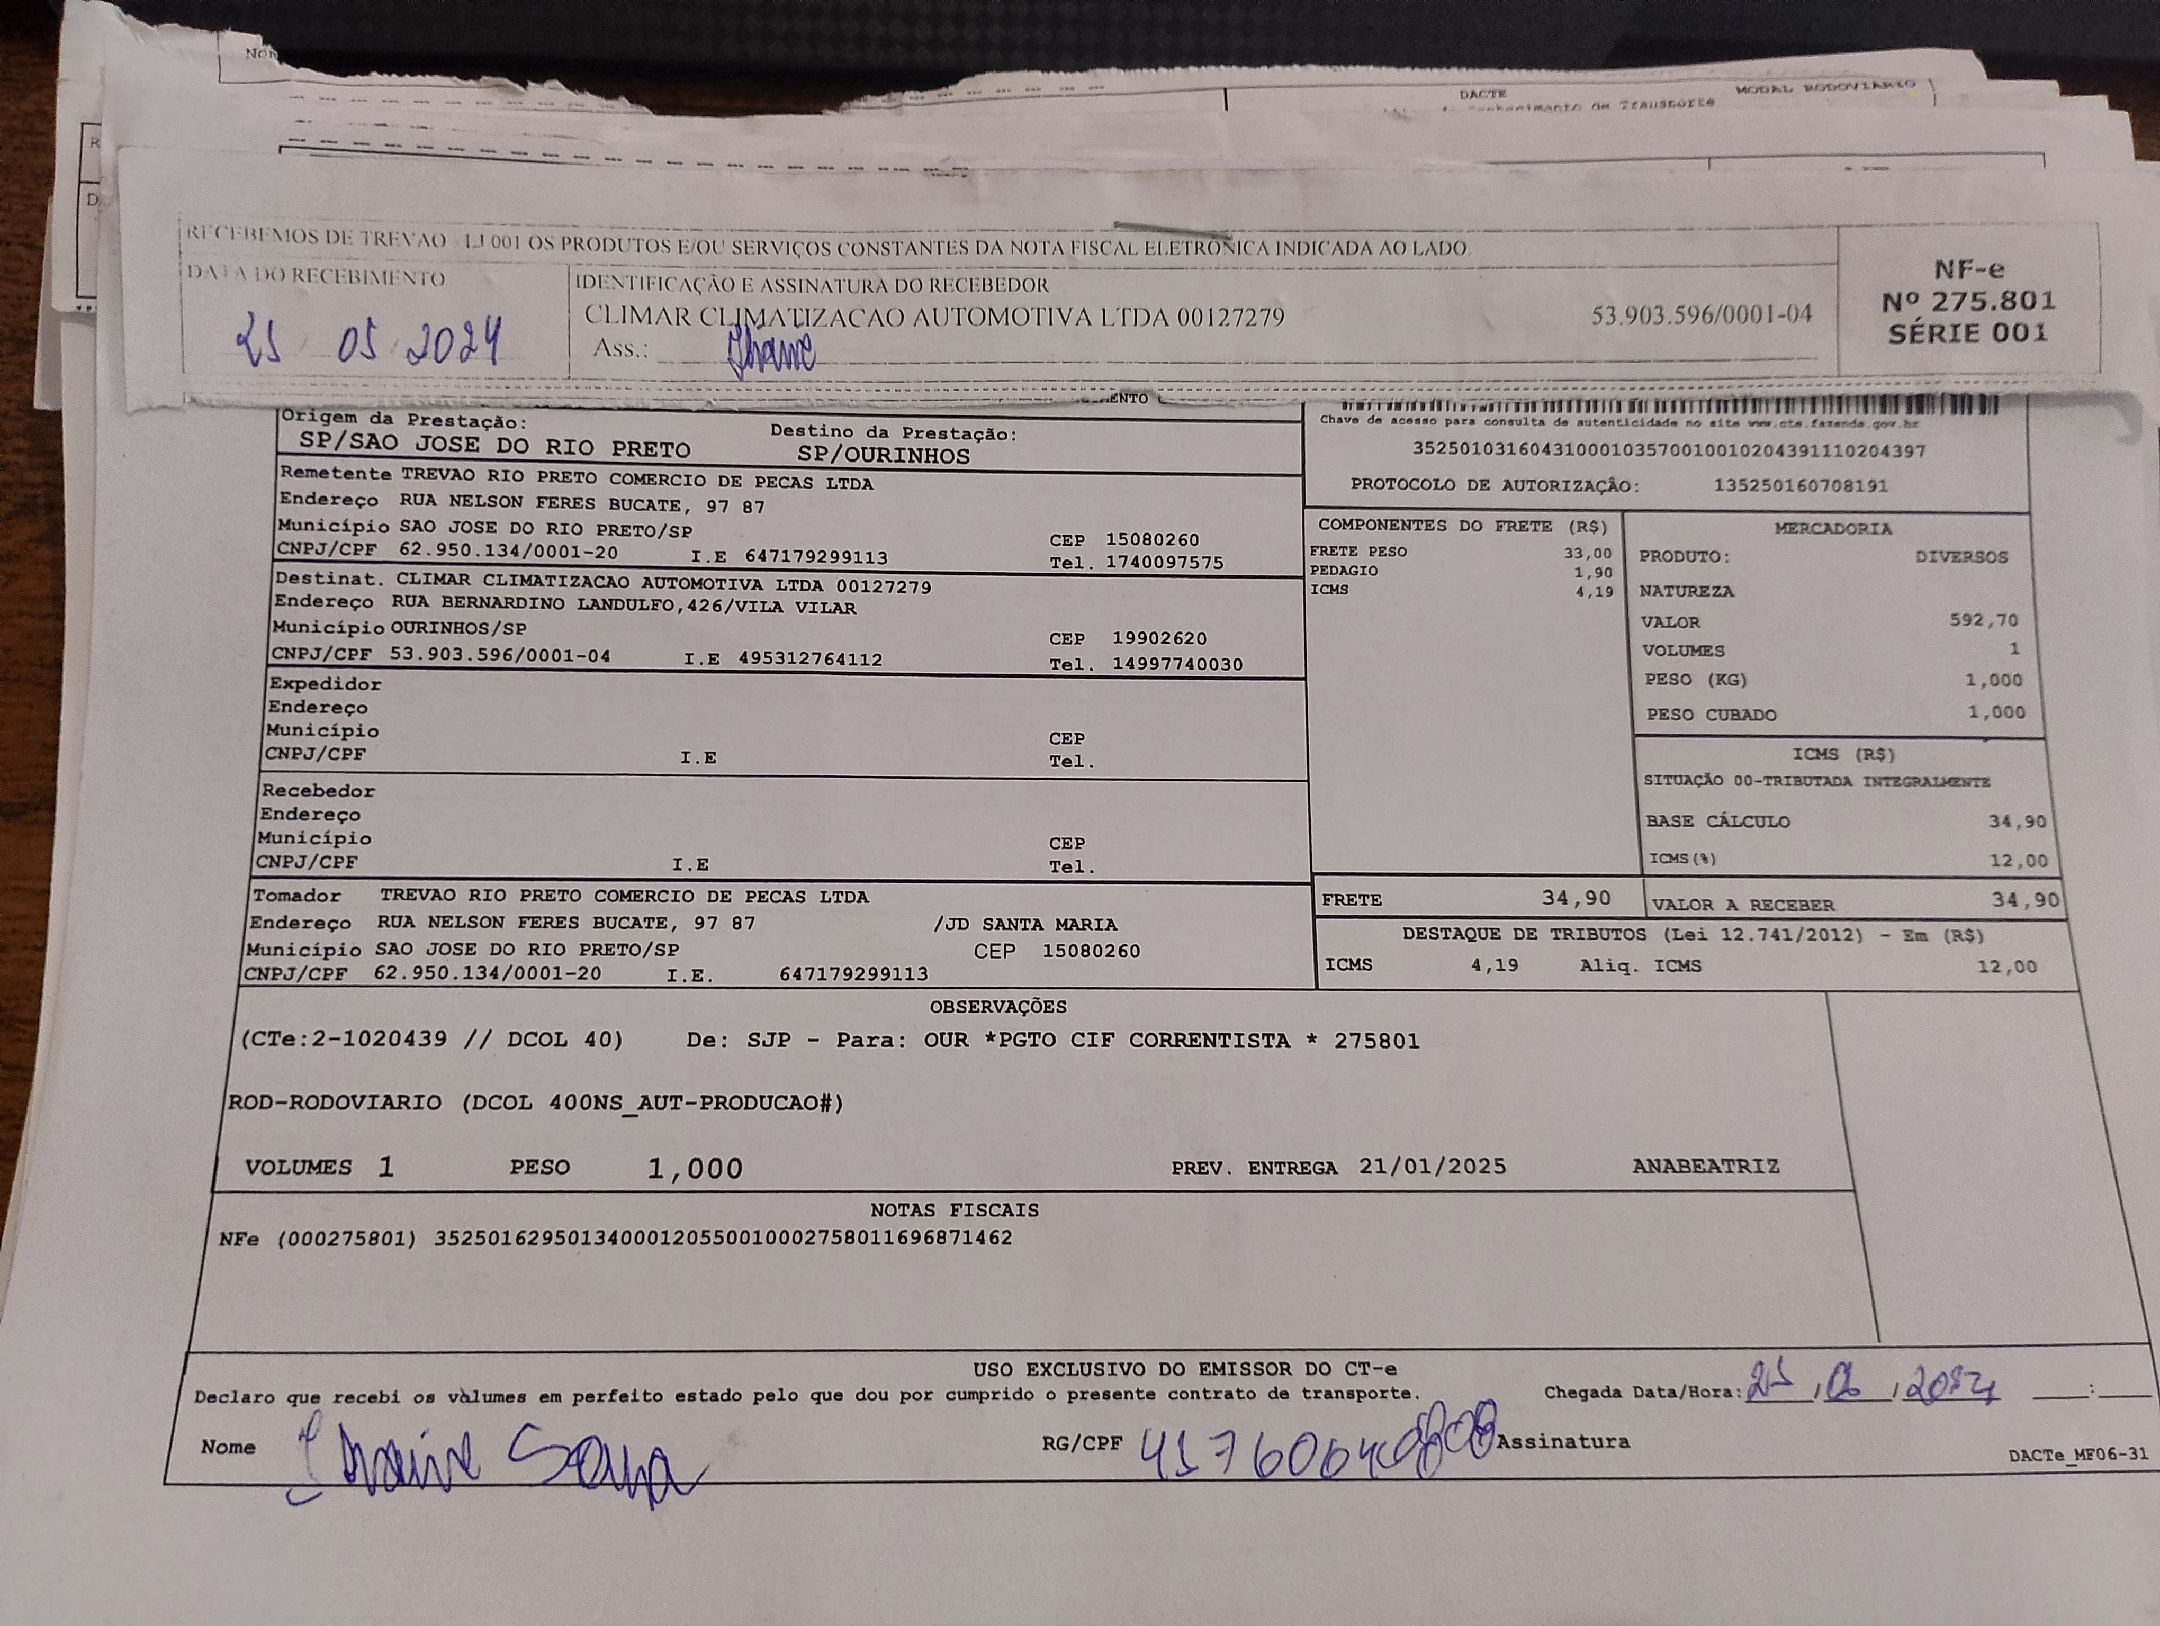 DACTE
MODAL RODOVIARIO
de Transporte
RECEBEMOS DE TREVAO LJ 001 OS PRODUTOS E/OU SERVIÇOS CONSTANTES DA NOTA FISCAL ELETRÔNICA INDICADA AO LADO
DATA DO RECEBIMENTO
IDENTIFICAÇÃO E ASSINATURA DO RECEBEDOR
CLIMAR CLIMATIZACAO AUTOMOTIVA LTDA 00127279 53.903.596/0001-04
05 2024
Ass.:
NF-e
Nº 275.801
SÉRIE 001
Origem da Prestação: Destino da Prestação:
SP/SAO JOSE DO RIO PRETO SP/OURINHOS
Chave de acesso para consulta de autenticidade no site www.cte.fazenda.gov.br
35250103160431000103570010010204391110204397
PROTOCOLO DE AUTORIZAÇÃO: 135250160708191
Remetente TREVAO RIO PRETO COMERCIO DE PECAS LTDA
Endereço RUA NELSON FERES BUCATE, 97 87
Município SAO JOSE DO RIO PRETO/SP CEP 15080260
CNPJ/CPF 62.950.134/0001-20 I.E 647179299113 Tel. 1740097575
Destinat. CLIMAR CLIMATIZACAO AUTOMOTIVA LTDA 00127279
Endereço RUA BERNARDINO LANDULFO,426/VILA VILAR
Município OURINHOS/SP CEP 19902620
CNPJ/CPF 53.903.596/0001-04 I.E 495312764112 Tel. 14997740030
Expedidor
Endereço
Município CEP
CNPJ/CPF I.E Tel.
Recebedor
Endereço
Município CEP
CNPJ/CPF I.E Tel.
Tomador TREVAO RIO PRETO COMERCIO DE PECAS LTDA
Endereço RUA NELSON FERES BUCATE, 97 87 /JD SANTA MARIA
Município SAO JOSE DO RIO PRETO/SP CEP 15080260
CNPJ/CPF 62.950.134/0001-20 I.E. 647179299113
COMPONENTES DO FRETE (R$)
FRETE PESO 33,00
PEDAGIO 1,90
ICMS 4,19
MERCADORIA
PRODUTO: DIVERSOS
NATUREZA
VALOR 592,70
VOLUMES 1
PESO (KG) 1,000
PESO CUBADO 1,000
ICMS (R$)
SITUAÇÃO 00-TRIBUTADA INTEGRALMENTE
BASE CÁLCULO 34,90
ICMS(%) 12,00
FRETE 34,90 VALOR A RECEBER 34,90
DESTAQUE DE TRIBUTOS (Lei 12.741/2012) - Em (R$)
ICMS 4,19 Aliq. ICMS 12,00
OBSERVAÇÕES
(CTe:2-1020439 // DCOL 40) De: SJP - Para: OUR *PGTO CIF CORRENTISTA * 275801
ROD-RODOVIARIO (DCOL 400NS_AUT-PRODUCAO#)
VOLUMES 1 PESO 1,000 PREV. ENTREGA 21/01/2025 ANABEATRIZ
NOTAS FISCAIS
NFe (000275801) 35250162950134000120550010002758011696871462
USO EXCLUSIVO DO EMISSOR DO CT-e
Declaro que recebi os volumes em perfeito estado pelo que dou por cumprido o presente contrato de transporte. Chegada Data/Hora: __:__
Nome RG/CPF Assinatura
DACTe_MF06-31